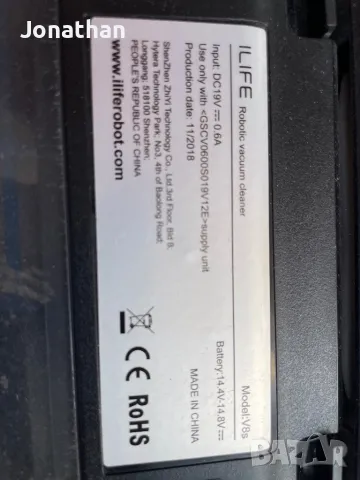 Jonathan
ILIFE Robotic vacuum cleaner Model:V8s
Input: DC19V ⎓ 0.6A Battery:14.4V-14.8V⎓
Use only with <GSCV0600S019V12E>supply unit
Production date: 11/2018 MADE IN CHINA
ShenZhen ZhiYi Technology Co., Ltd.3rd Floor, Bld 9,
Hytera Technology Park; No3, 4th of Baolong Road;
Longgang; 518100 Shenzhen;
PEOPLE'S REPUBLIC OF CHINA
www.iliferobot.com
CE RoHS
BAZAR